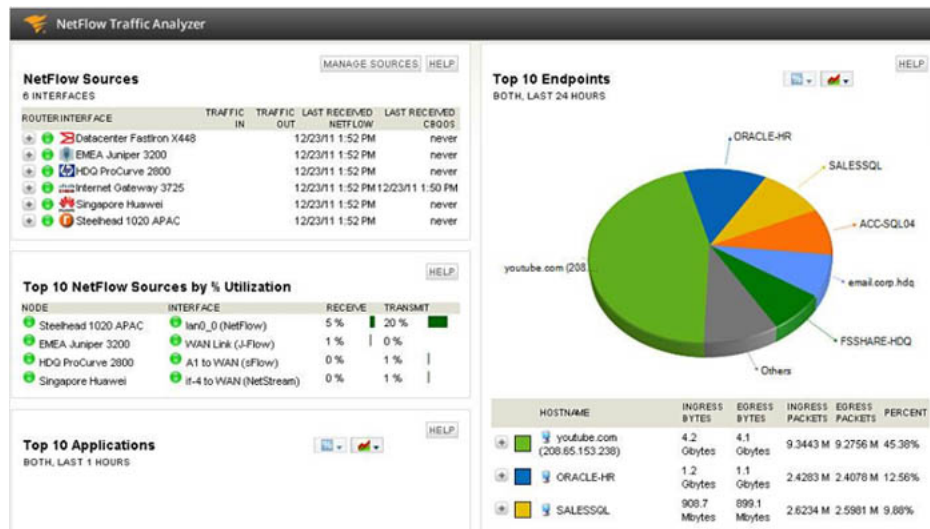 NetFlow Traffic Analyzer
MANAGE SOURCES HELP
NetFlow Sources
6 INTERFACES
ROUTER INTERFACE TRAFFIC IN TRAFFIC OUT LAST RECEIVED NETFLOW LAST RECEIVED CBQOS
Datacenter FastIron X448 12/23/11 1:52 PM never
EMEA Juniper 3200 12/23/11 1:52 PM never
HDQ ProCurve 2800 12/23/11 1:52 PM never
Internet Gateway 3725 12/23/11 1:52 PM 12/23/11 1:50 PM
Singapore Huawei 12/23/11 1:52 PM never
Steelhead 1020 APAC 12/23/11 1:52 PM never
HELP
Top 10 NetFlow Sources by % Utilization
NODE INTERFACE RECEIVE TRANSMIT
Steelhead 1020 APAC lan0_0 (NetFlow) 5 % 20 %
EMEA Juniper 3200 WAN Link (J-Flow) 1 % 0 %
HDQ ProCurve 2800 A1 to WAN (sFlow) 0 % 1 %
Singapore Huawei if-4 to WAN (NetStream) 0 % 1 %
HELP
Top 10 Applications
BOTH, LAST 1 HOURS
HELP
Top 10 Endpoints
BOTH, LAST 24 HOURS
ORACLE-HR
SALESSQL
ACC-SQL04
email.corp.hdq
FSSHARE-HDQ
Others
youtube.com (208....
HOSTNAME INGRESS BYTES EGRESS BYTES INGRESS PACKETS EGRESS PACKETS PERCENT
youtube.com (208.65.153.238) 4.2 Gbytes 4.1 Gbytes 9.3443 M 9.2756 M 45.38%
ORACLE-HR 1.2 Gbytes 1.1 Gbytes 2.4283 M 2.4078 M 12.56%
SALESSQL 908.7 Mbytes 899.1 Mbytes 2.6234 M 2.5981 M 9.88%